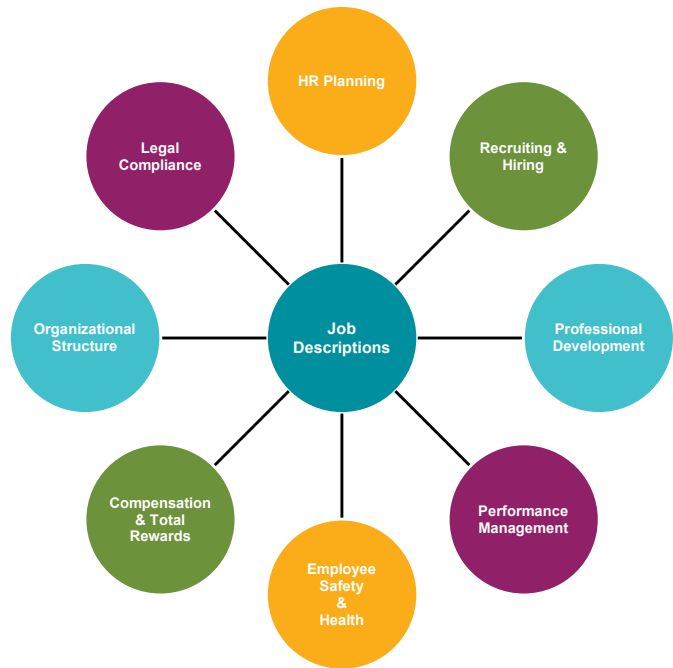 HR Planning
Recruiting &
Hiring
Legal
Compliance
Job
Descriptions
Organizational
Structure
Professional
Development
Compensation
& Total
Rewards
Performance
Management
Employee
Safety
&
Health